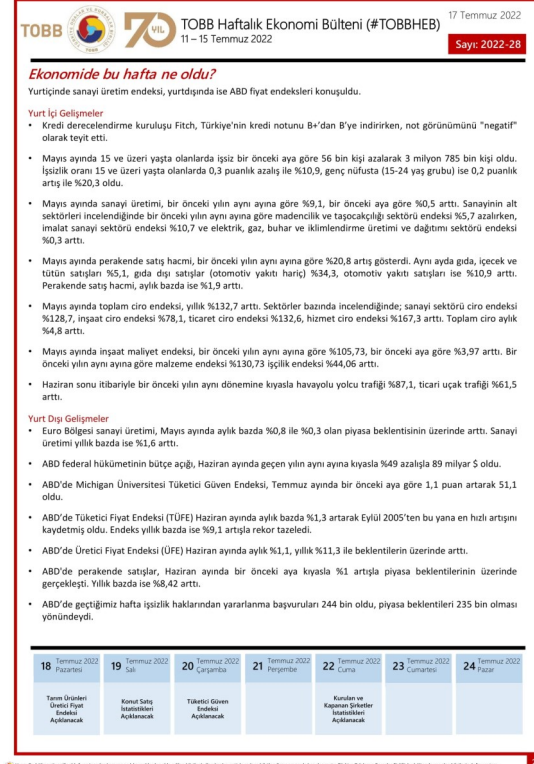 TOBB
70 YIL
TOBB Haftalık Ekonomi Bülteni (#TOBBHEB)
11 – 15 Temmuz 2022
17 Temmuz 2022
Sayı: 2022-28
Ekonomide bu hafta ne oldu?
Yurtiçinde sanayi üretim endeksi, yurtdışında ise ABD fiyat endeksleri konuşuldu.
Yurt İçi Gelişmeler
• Kredi derecelendirme kuruluşu Fitch, Türkiye'nin kredi notunu B+'dan B'ye indirirken, not görünümünü "negatif"
olarak teyit etti.
• Mayıs ayında 15 ve üzeri yaşta olanlarda işsiz bir önceki aya göre 56 bin kişi azalarak 3 milyon 785 bin kişi oldu.
İşsizlik oranı 15 ve üzeri yaşta olanlarda 0,3 puanlık azalış ile %10,9, genç nüfusta (15-24 yaş grubu) ise 0,2 puanlık
artış ile %20,3 oldu.
• Mayıs ayında sanayi üretimi, bir önceki yılın aynı ayına göre %9,1, bir önceki aya göre %0,5 arttı. Sanayinin alt
sektörleri incelendiğinde bir önceki yılın aynı ayına göre madencilik ve taşocakçılığı sektörü endeksi %5,7 azalırken,
imalat sanayi sektörü endeksi %10,7 ve elektrik, gaz, buhar ve iklimlendirme üretimi ve dağıtımı sektörü endeksi
%0,3 arttı.
• Mayıs ayında perakende satış hacmi, bir önceki yılın aynı ayına göre %20,8 artış gösterdi. Aynı ayda gıda, içecek ve
tütün satışları %5,1, gıda dışı satışlar (otomotiv yakıtı hariç) %34,3, otomotiv yakıtı satışları ise %10,9 arttı.
Perakende satış hacmi, aylık bazda ise %1,9 arttı.
• Mayıs ayında toplam ciro endeksi, yıllık %132,7 arttı. Sektörler bazında incelendiğinde; sanayi sektörü ciro endeksi
%128,7, inşaat ciro endeksi %78,1, ticaret ciro endeksi %132,6, hizmet ciro endeksi %167,3 arttı. Toplam ciro aylık
%4,8 arttı.
• Mayıs ayında inşaat maliyet endeksi, bir önceki yılın aynı ayına göre %105,73, bir önceki aya göre %3,97 arttı. Bir
önceki yılın aynı ayına göre malzeme endeksi %130,73 işçilik endeksi %44,06 arttı.
• Haziran sonu itibariyle bir önceki yılın aynı dönemine kıyasla havayolu yolcu trafiği %87,1, ticari uçak trafiği %61,5
arttı.
Yurt Dışı Gelişmeler
• Euro Bölgesi sanayi üretimi, Mayıs ayında aylık bazda %0,8 ile %0,3 olan piyasa beklentisinin üzerinde arttı. Sanayi
üretimi yıllık bazda ise %1,6 arttı.
• ABD federal hükümetinin bütçe açığı, Haziran ayında geçen yılın aynı ayına kıyasla %49 azalışla 89 milyar $ oldu.
• ABD'de Michigan Üniversitesi Tüketici Güven Endeksi, Temmuz ayında bir önceki aya göre 1,1 puan artarak 51,1
oldu.
• ABD'de Tüketici Fiyat Endeksi (TÜFE) Haziran ayında aylık bazda %1,3 artarak Eylül 2005'ten bu yana en hızlı artışını
kaydetmiş oldu. Endeks yıllık bazda ise %9,1 artışla rekor tazeledi.
• ABD'de Üretici Fiyat Endeksi (ÜFE) Haziran ayında aylık %1,1, yıllık %11,3 ile beklentilerin üzerinde arttı.
• ABD'de perakende satışlar, Haziran ayında bir önceki aya kıyasla %1 artışla piyasa beklentilerinin üzerinde
gerçekleşti. Yıllık bazda ise %8,42 arttı.
• ABD'de geçtiğimiz hafta işsizlik haklarından yararlanma başvuruları 244 bin oldu, piyasa beklentileri 235 bin olması
yönündeydi.
18 Temmuz 2022 Pazartesi
19 Temmuz 2022 Salı
20 Temmuz 2022 Çarşamba
21 Temmuz 2022 Perşembe
22 Temmuz 2022 Cuma
23 Temmuz 2022 Cumartesi
24 Temmuz 2022 Pazar
Tarım Ürünleri
Üretici Fiyat
Endeksi
Açıklanacak
Konut Satış
İstatistikleri
Açıklanacak
Tüketici Güven
Endeksi
Açıklanacak
Kurulan ve
Kapanan Şirketler
İstatistikleri
Açıklanacak